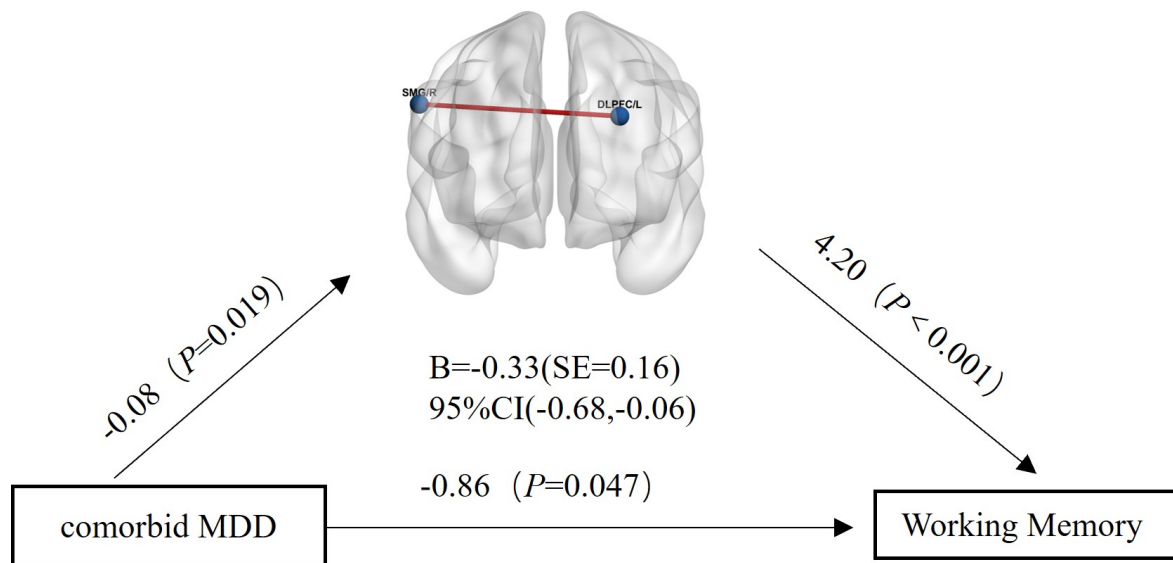 SMG/R
DLPFC/L
-0.08（P=0.019）
4.20（P＜0.001）
B=-0.33(SE=0.16)
95%CI(-0.68,-0.06)
-0.86（P=0.047）
comorbid MDD
Working Memory